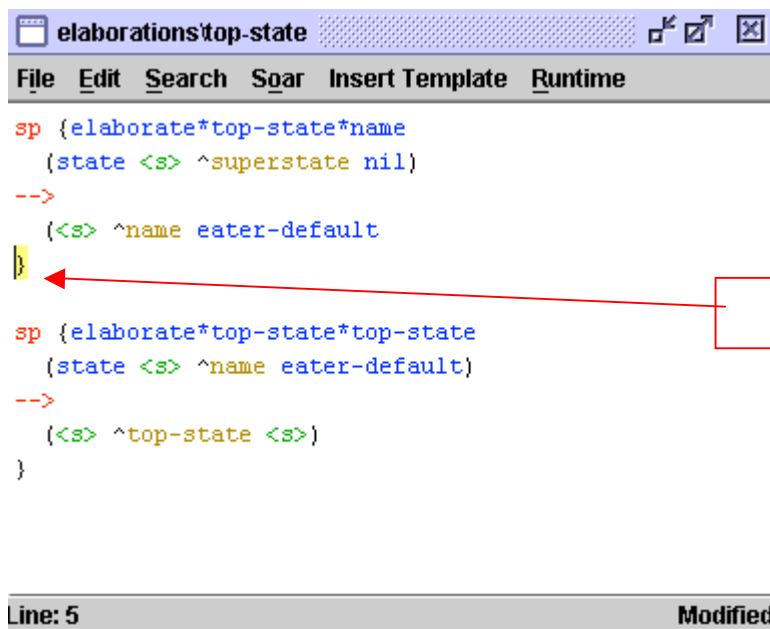 elaborations\top-state
File Edit Search Soar Insert Template Runtime
sp {elaborate*top-state*name
(state <s> ^superstate nil)
-->
(<s> ^name eater-default
}
sp {elaborate*top-state*top-state
(state <s> ^name eater-default)
-->
(<s> ^top-state <s>)
}
Line: 5 Modified